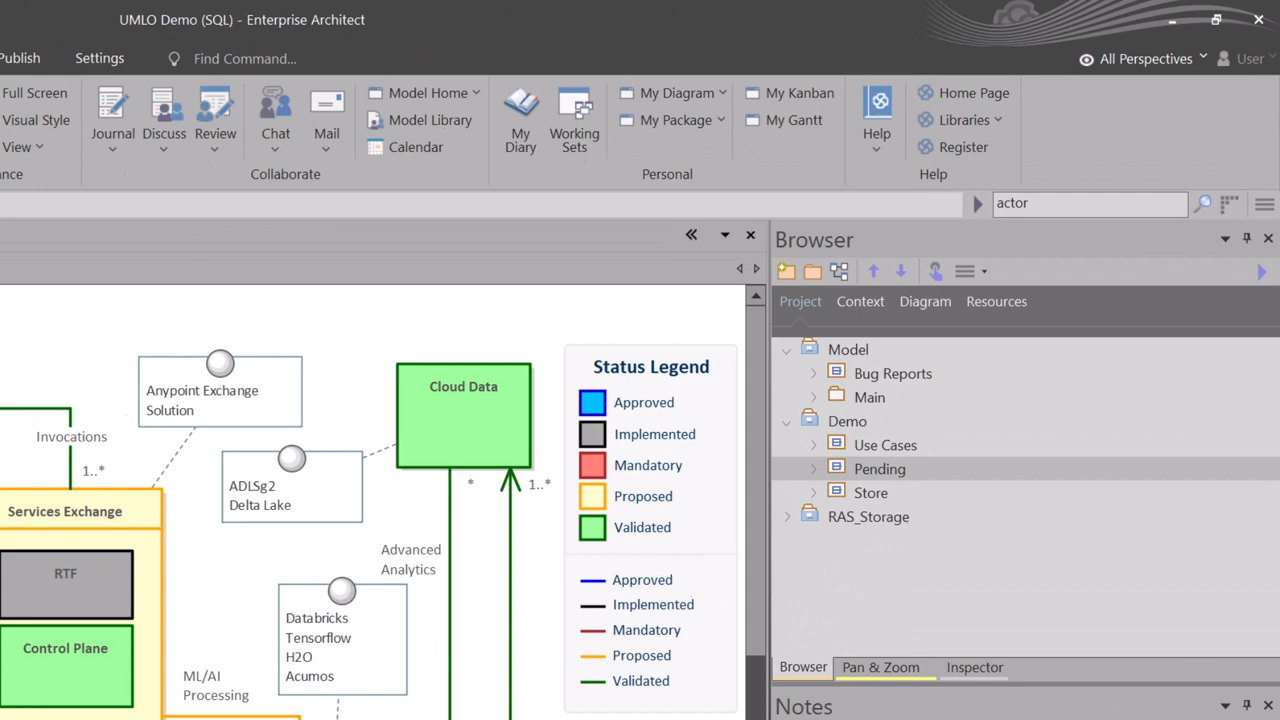 UMLO Demo (SQL) - Enterprise Architect
Publish
Settings
Find Command...
All Perspectives
User
Full Screen
Visual Style
View
Journal
Discuss
Review
Chat
Mail
Model Home
Model Library
Calendar
Collaborate
My Diary
Working Sets
My Diagram
My Package
My Kanban
My Gantt
Personal
Help
Home Page
Libraries
Register
Help
actor
Browser
Project
Context
Diagram
Resources
Model
Bug Reports
Main
Demo
Use Cases
Pending
Store
RAS_Storage
Browser
Pan & Zoom
Inspector
Notes
Anypoint Exchange
Solution
Invocations
1..*
ADLSg2
Delta Lake
Cloud Data
*
1..*
Services Exchange
RTF
Control Plane
Advanced
Analytics
Databricks
Tensorflow
H2O
Acumos
ML/AI
Processing
Status Legend
Approved
Implemented
Mandatory
Proposed
Validated
Approved
Implemented
Mandatory
Proposed
Validated